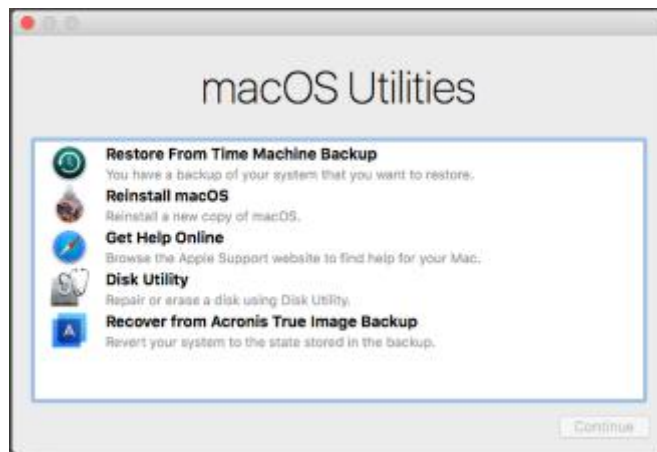 macOS Utilities
Restore From Time Machine Backup
You have a backup of your system that you want to restore.
Reinstall macOS
Reinstall a new copy of macOS.
Get Help Online
Browse the Apple Support website to find help for your Mac.
Disk Utility
Repair or erase a disk using Disk Utility.
Recover from Acronis True Image Backup
Revert your system to the state stored in the backup.
Continue